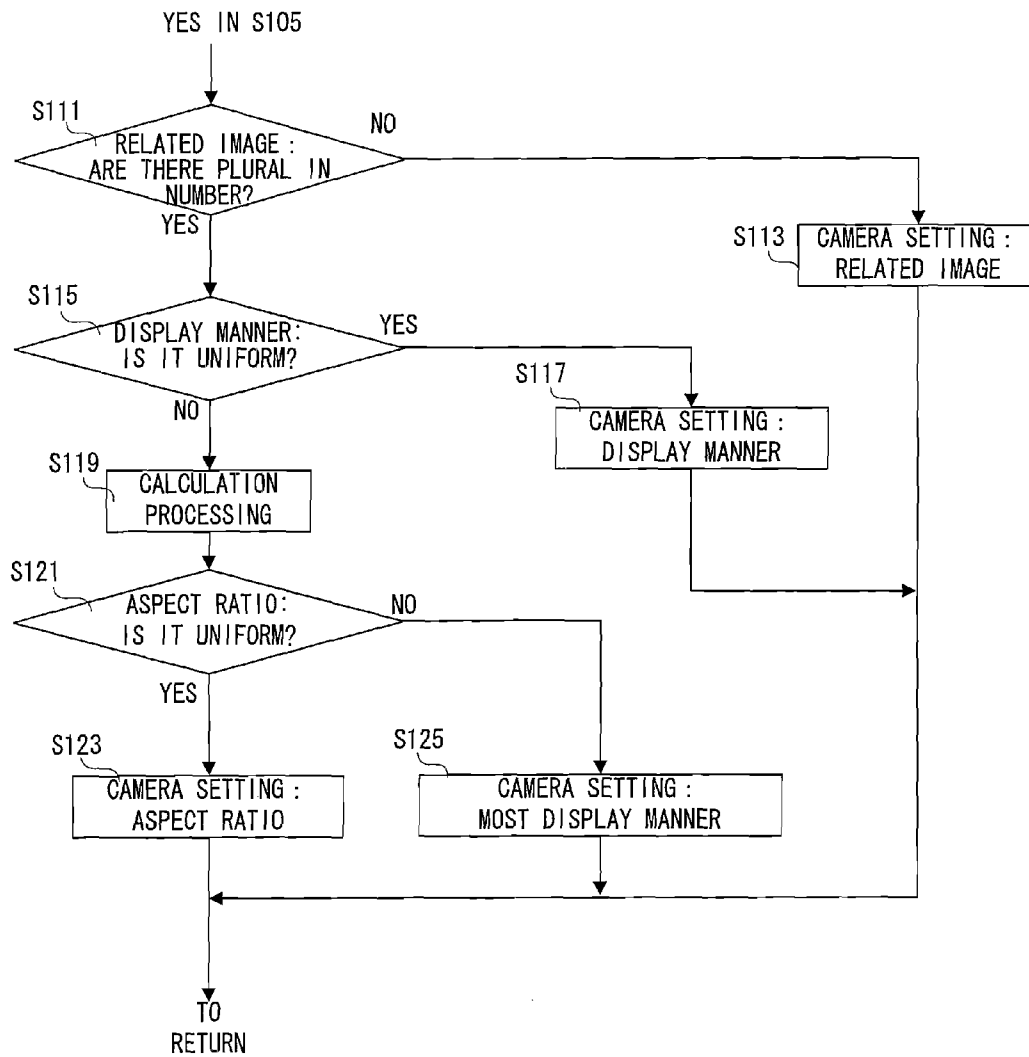 YES IN S105
S111
NO
RELATED IMAGE:
ARE THERE PLURAL IN
NUMBER?
YES
S113
CAMERA SETTING:
RELATED IMAGE
S115
DISPLAY MANNER:
IS IT UNIFORM?
YES
NO
S117
CAMERA SETTING:
DISPLAY MANNER
S119
CALCULATION
PROCESSING
S121
ASPECT RATIO:
IS IT UNIFORM?
NO
YES
S123
CAMERA SETTING:
ASPECT RATIO
S125
CAMERA SETTING:
MOST DISPLAY MANNER
TO
RETURN